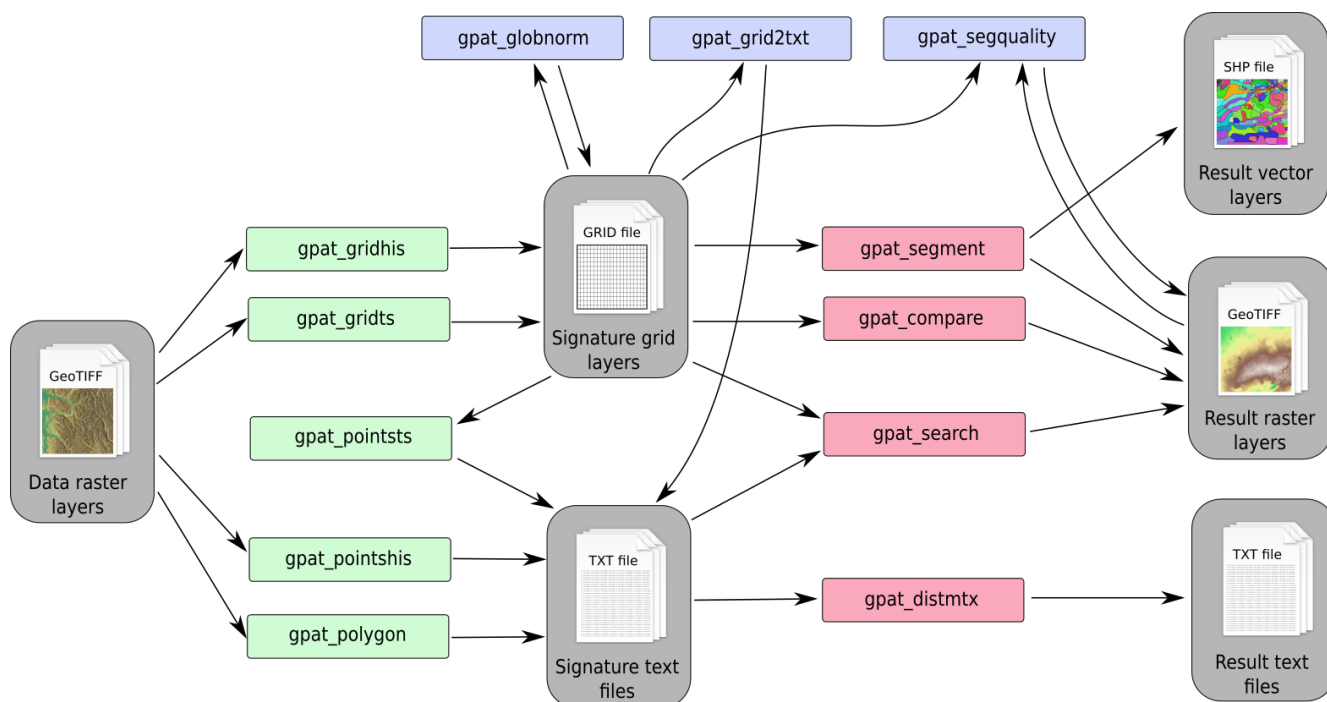 gpat_globnorm
gpat_grid2txt
gpat_segquality
SHP file
Result vector
layers
gpat_gridhis
GRID file
gpat_segment
gpat_gridts
Signature grid
layers
gpat_compare
GeoTIFF
Result raster
layers
GeoTIFF
Data raster
layers
gpat_pointsts
gpat_search
gpat_pointshis
TXT file
Signature text
files
gpat_polygon
gpat_distmtx
TXT file
Result text
files